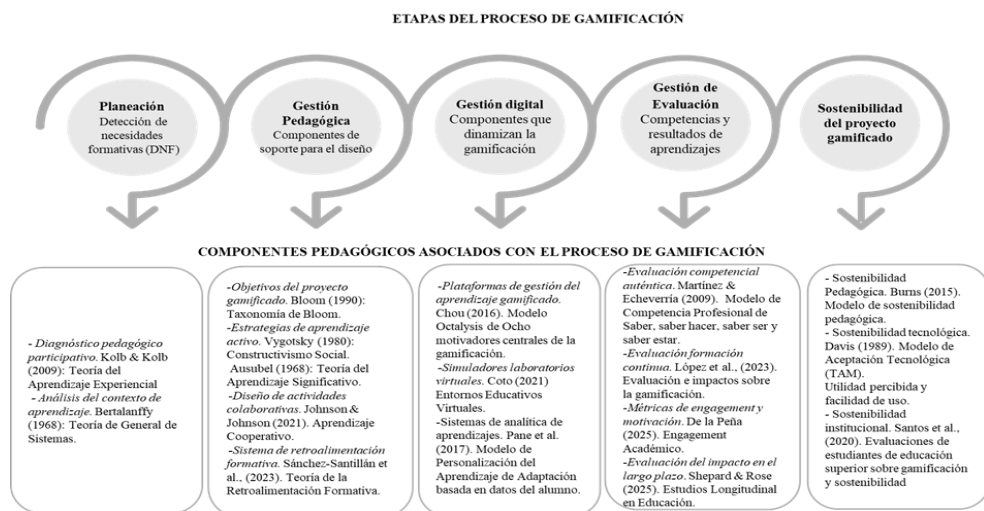 ETAPAS DEL PROCESO DE GAMIFICACIÓN
Planeación
Detección de
necesidades
formativas (DNF)
Gestión
Pedagógica
Componentes de
soporte para el diseño
Gestión digital
Componentes que
dinamizan la
gamificación
Gestión de
Evaluación
Competencias y
resultados de
aprendizajes
Sostenibilidad
del proyecto
gamificado
COMPONENTES PEDAGÓGICOS ASOCIADOS CON EL PROCESO DE GAMIFICACIÓN
- Diagnóstico pedagógico
participativo. Kolb & Kolb
(2009): Teoría del
Aprendizaje Experiencial
- Análisis del contexto de
aprendizaje. Bertalanffy
(1968): Teoría de General de
Sistemas.
-Objetivos del proyecto
gamificado. Bloom (1990):
Taxonomía de Bloom.
-Estrategias de aprendizaje
activo. Vygotsky (1980):
Constructivismo Social.
Ausubel (1968): Teoría del
Aprendizaje Significativo.
-Diseño de actividades
colaborativas. Johnson &
Johnson (2021). Aprendizaje
Cooperativo.
-Sistema de retroalimentación
formativa. Sánchez-Santillán et
al., (2023). Teoría de la
Retroalimentación Formativa.
-Plataformas de gestión del
aprendizaje gamificado.
Chou (2016). Modelo
Octalysis de Ocho
motivadores centrales de la
gamificación.
-Simuladores laboratorios
virtuales. Coto (2021)
Entornos Educativos
Virtuales.
-Sistemas de analítica de
aprendizajes. Pane et al.
(2017). Modelo de
Personalización del
Aprendizaje de Adaptación
basada en datos del alumno.
-Evaluación competencial
auténtica. Martínez &
Echeverría (2009). Modelo de
Competencia Profesional de
Saber, saber hacer, saber ser y
saber estar.
-Evaluación formación
continua. López et al., (2023).
Evaluación e impactos sobre
la gamificación.
-Métricas de engagement y
motivación. De la Peña
(2025). Engagement
Académico.
-Evaluación del impacto en el
largo plazo. Shepard & Rose
(2025). Estudios Longitudinal
en Educación.
- Sostenibilidad
Pedagógica. Burns (2015).
Modelo de sostenibilidad
pedagógica.
- Sostenibilidad tecnológica.
Davis (1989). Modelo de
Aceptación Tecnológica
(TAM).
Utilidad percibida y
facilidad de uso.
- Sostenibilidad
institucional. Santos et al.,
(2020). Evaluaciones de
estudiantes de educación
superior sobre gamificación
y sostenibilidad